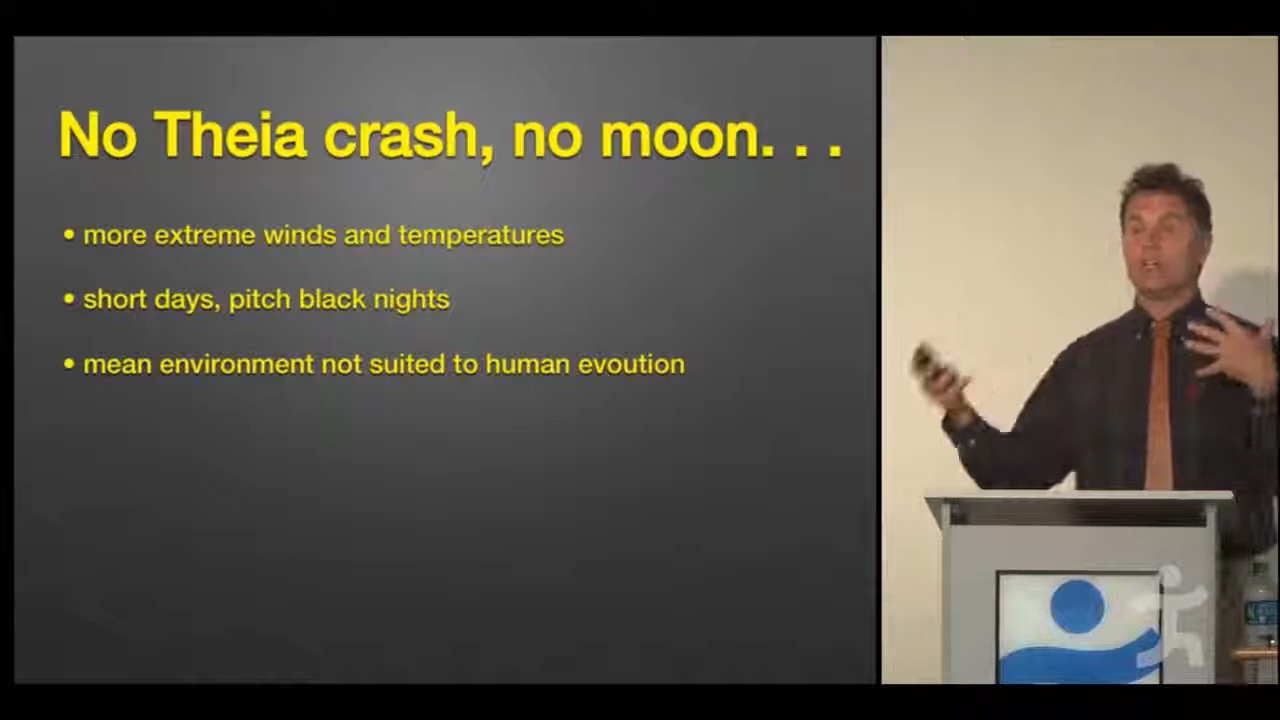 No Theia crash, no moon. . .
• more extreme winds and temperatures
• short days, pitch black nights
• mean environment not suited to human evoution